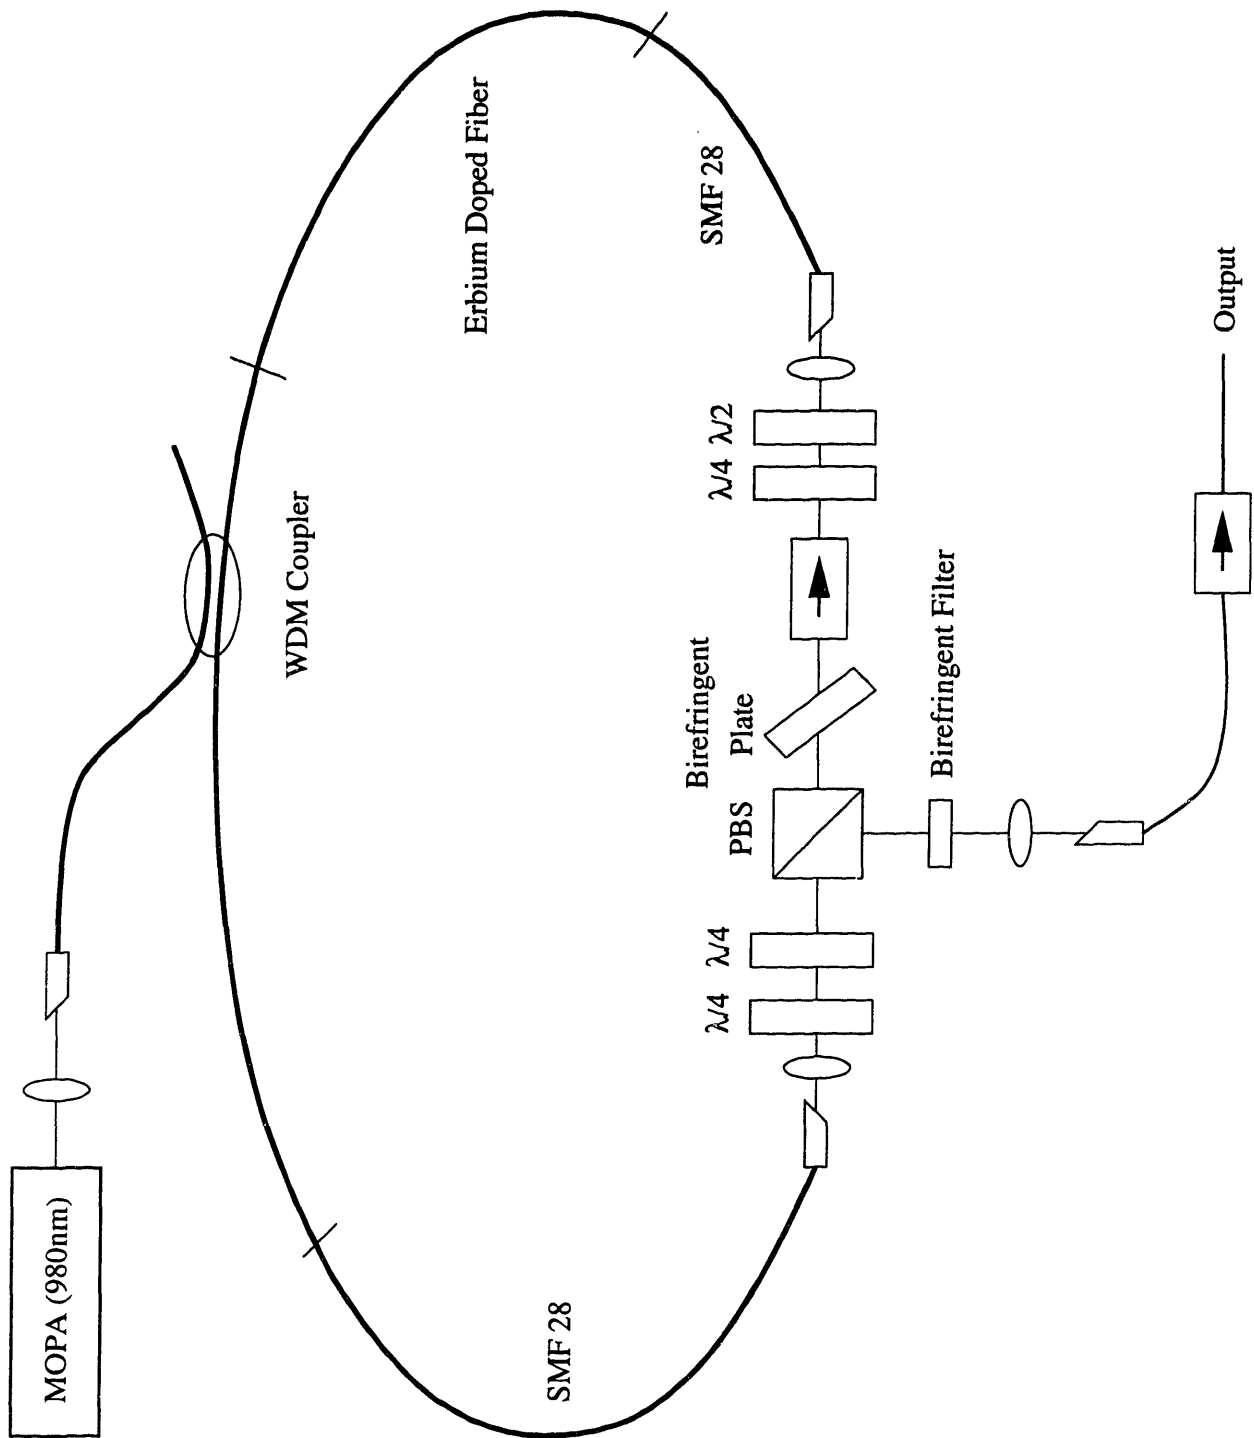 MOPA (980nm)
WDM Coupler
Erbium Doped Fiber
SMF 28
SMF 28
λ/4
λ/4
PBS
Birefringent
Plate
λ/4
λ/2
Birefringent Filter
Output